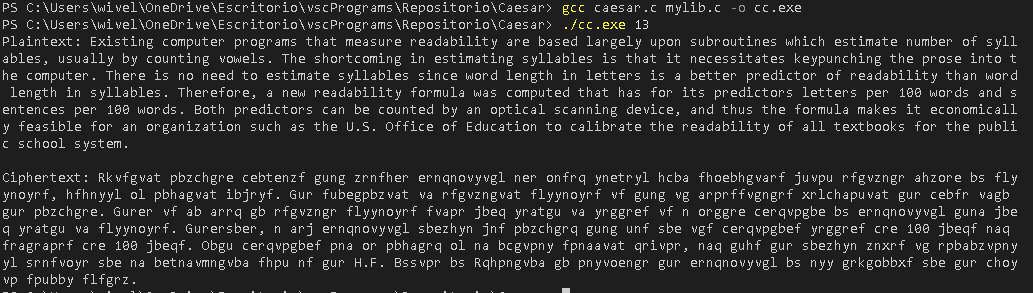 PS C:\Users\wivel\OneDrive\Escritorio\vscPrograms\Repositorio\Caesar> gcc caesar.c mylib.c -o cc.exe
PS C:\Users\wivel\OneDrive\Escritorio\vscPrograms\Repositorio\Caesar> ./cc.exe 13
Plaintext: Existing computer programs that measure readability are based largely upon subroutines which estimate number of syll
ables, usually by counting vowels. The shortcoming in estimating syllables is that it necessitates keypunching the prose into t
he computer. There is no need to estimate syllables since word length in letters is a better predictor of readability than word
 length in syllables. Therefore, a new readability formula was computed that has for its predictors letters per 100 words and s
entences per 100 words. Both predictors can be counted by an optical scanning device, and thus the formula makes it economicall
y feasible for an organization such as the U.S. Office of Education to calibrate the readability of all textbooks for the publi
c school system.
Ciphertext: Rkvfgvat pbzchgre cebtenzf gung zrnfher ernqnovyvgl ner onfrq ynetryl hcba fhoebhgvarf juvpu rfgvzngr ahzore bs fly
ynoyrf, hfhnyyl ol pbhagvat ibjryf. Gur fubegpbzvat va rfgvzngvat flyynoyrf vf gung vg arprffvgngrf xrlchapuvat gur cebfr vagb
gur pbzchgre. Gurer vf ab arrq gb rfgvzngr flyynoyrf fvapr jbeq yratgu va yrggref vf n orggre cerqvpgbe bs ernqnovyvgl guna jbe
q yratgu va flyynoyrf. Gurersber, n arj ernqnovyvgl sbezhyn jnf pbzchgrq gung unf sbe vgf cerqvpgbef yrggref cre 100 jbeqf naq
fragraprf cre 100 jbeqf. Obgu cerqvpgbef pna or pbhagrq ol na bcgvpny fpnaavat qrivpr, naq guhf gur sbezhyn znxrf vg rpbabzvpny
yl srnfvoyr sbe na betnavmngvba fhpu nf gur H.F. Bssvpr bs Rqhpngvba gb pnyvoengr gur ernqnovyvgl bs nyy grkgobbxf sbe gur choy
vp fpubby flfgrz.